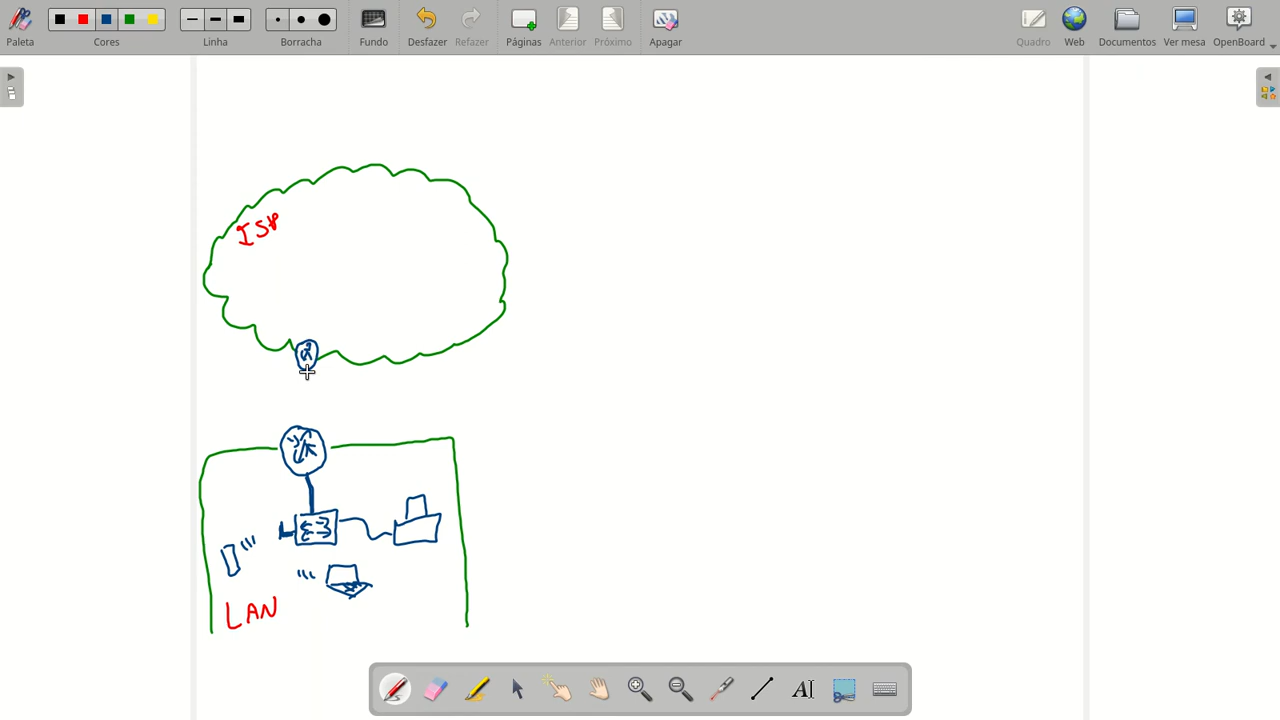 Paleta
Cores
Linha
Borracha
Fundo
Desfazer
Refazer
Páginas
Anterior
Próximo
Apagar
Quadro
Web
Documentos
Ver mesa
OpenBoard
ISP
R
LAN
AI